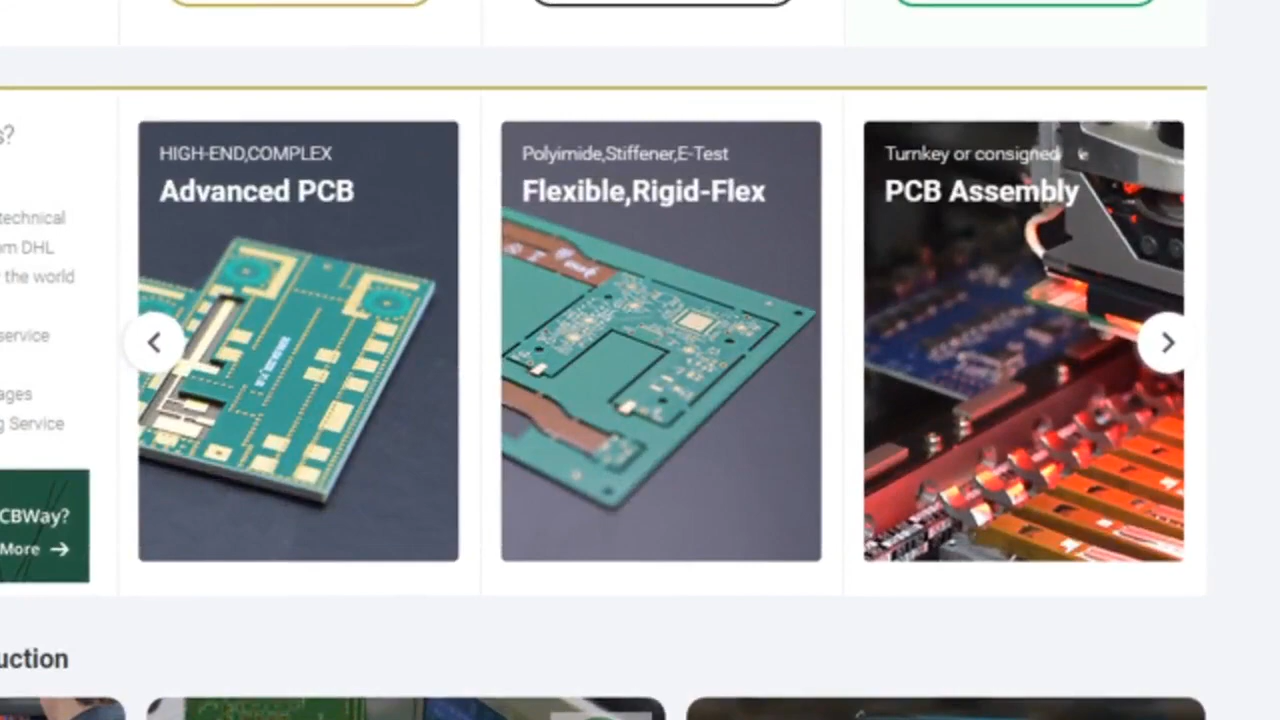 s?
technical
om DHL
the world
service
ages
g Service
CBWay?
More
HIGH-END,COMPLEX
Advanced PCB
Polyimide,Stiffener,E-Test
Flexible,Rigid-Flex
Turnkey or consigned
PCB Assembly
uction